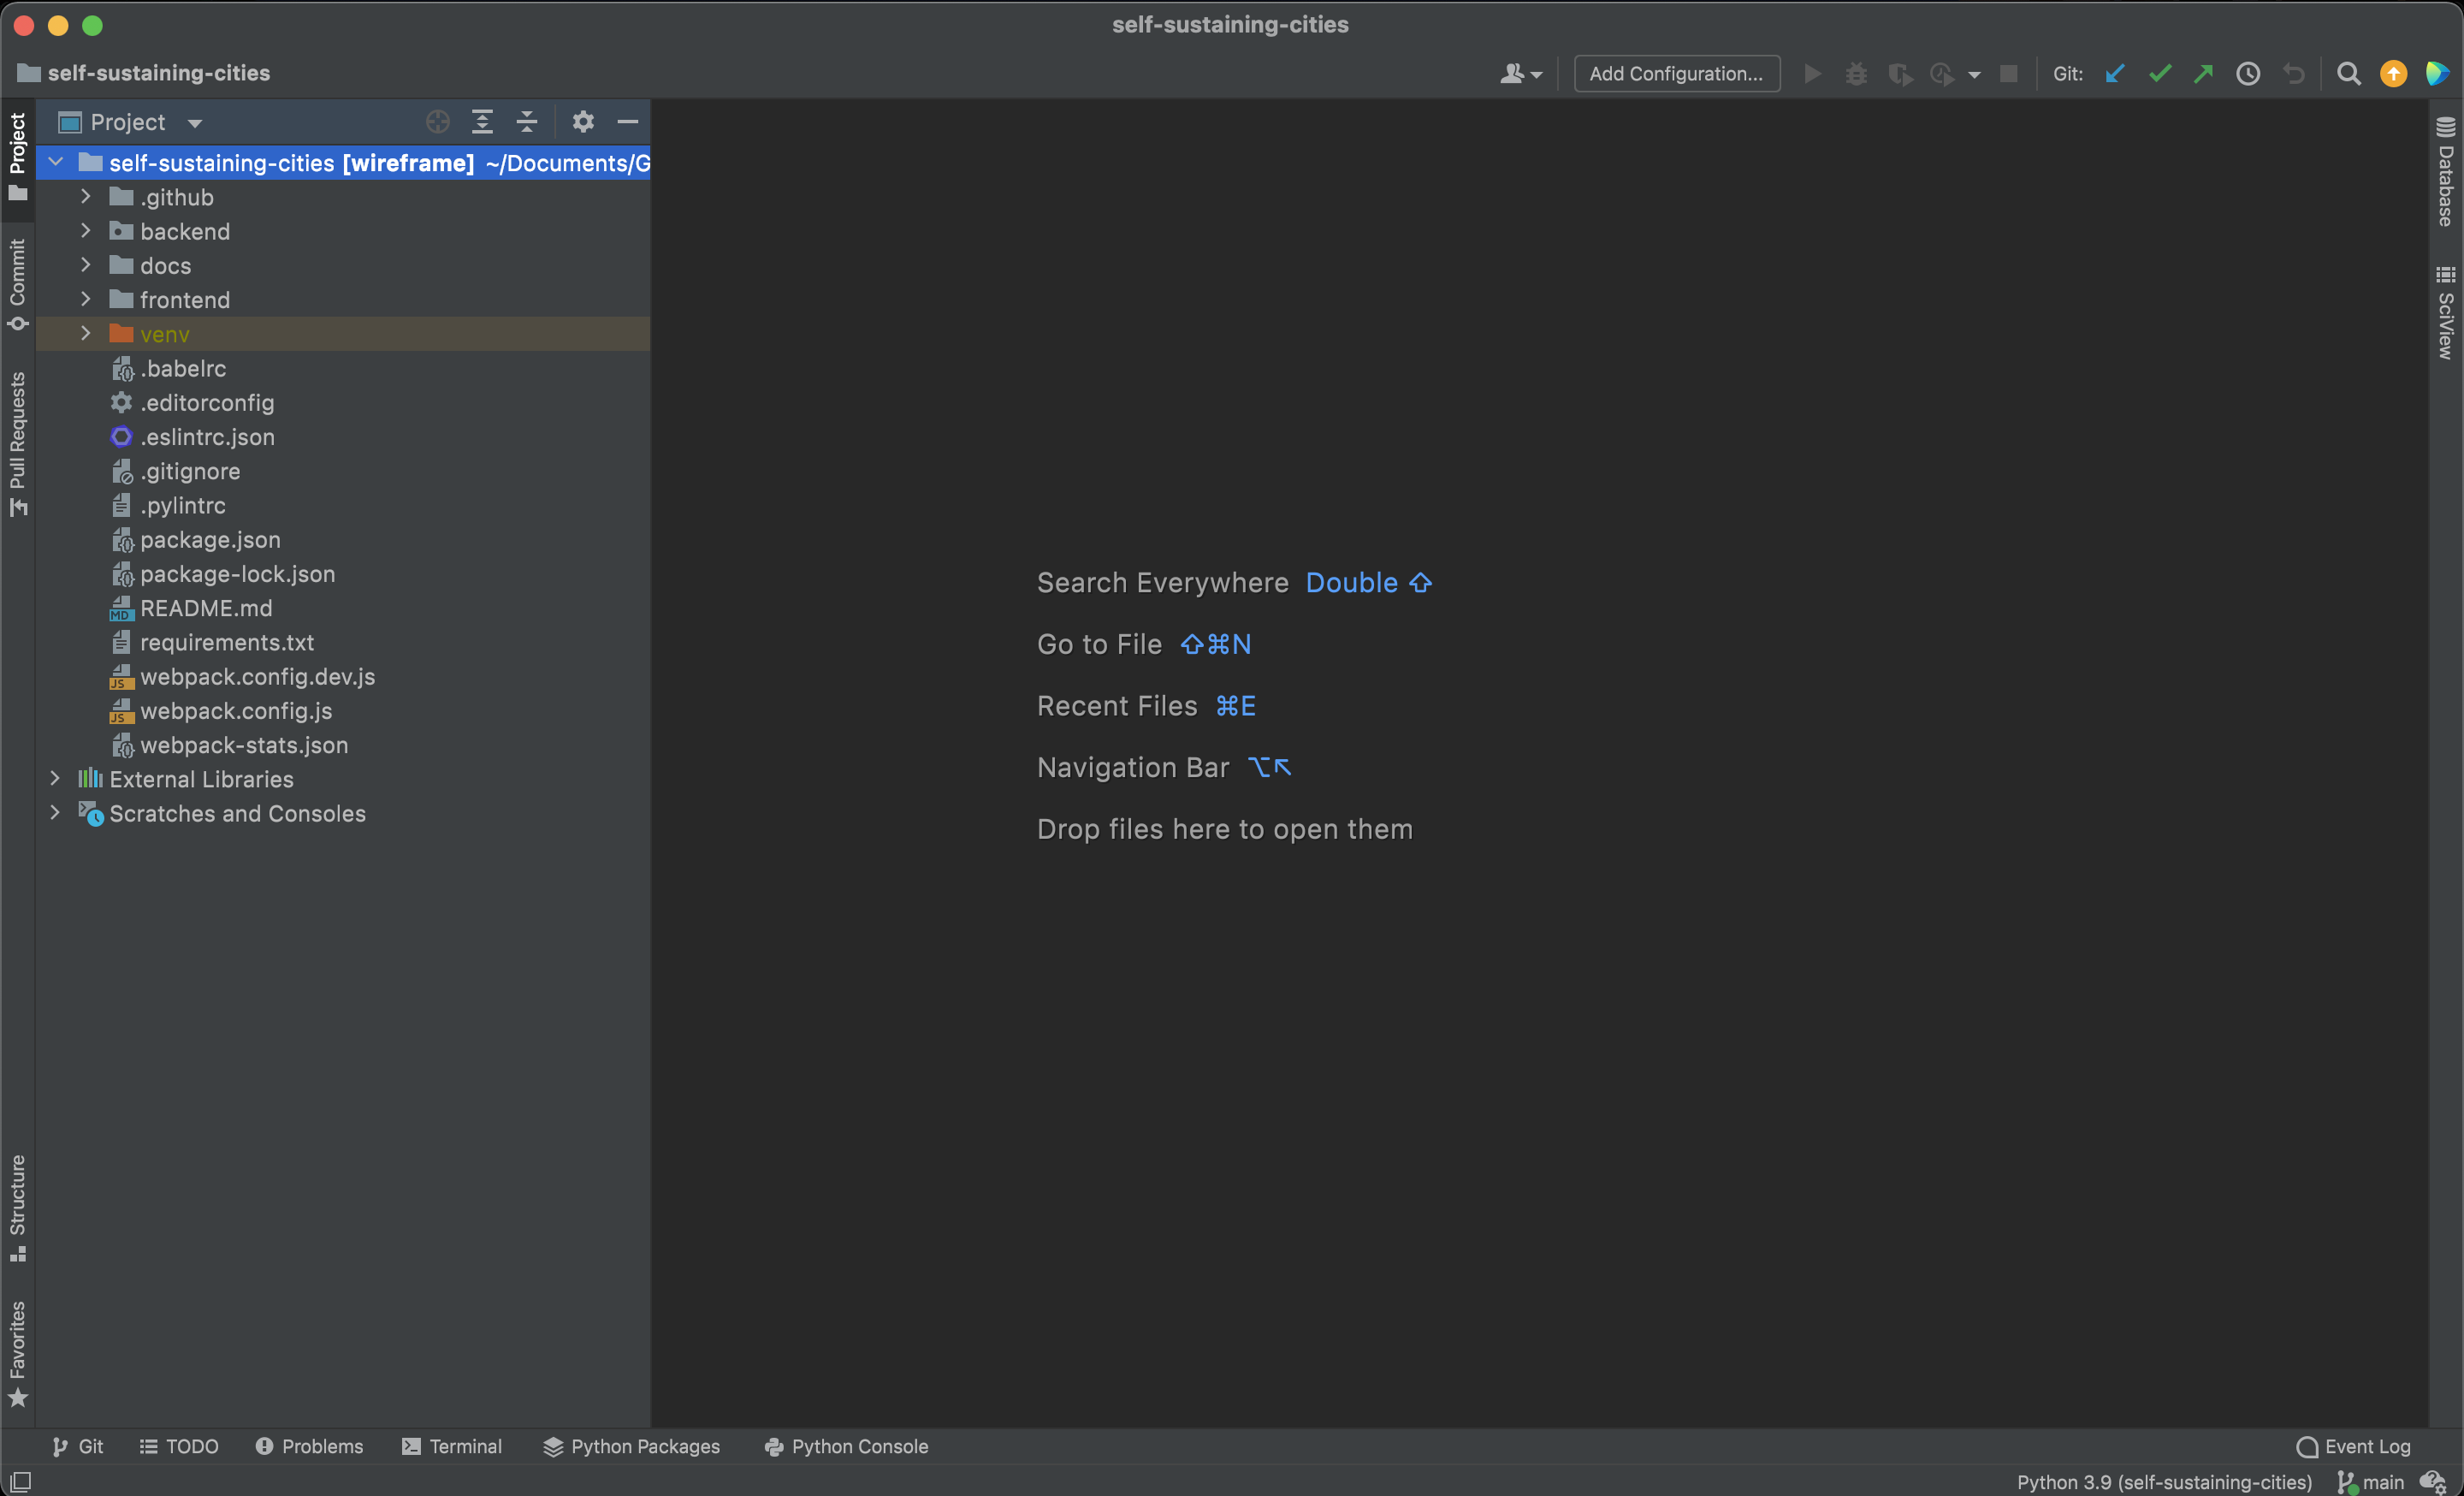 self-sustaining-cities
self-sustaining-cities
Add Configuration...
Git:
Project
Project
self-sustaining-cities [wireframe] ~/Documents/G
.github
backend
docs
frontend
venv
.babelrc
.editorconfig
.eslintrc.json
.gitignore
.pylintrc
package.json
package-lock.json
MD README.md
requirements.txt
JS webpack.config.dev.js
JS webpack.config.js
webpack-stats.json
External Libraries
Scratches and Consoles
Commit
Pull Requests
Structure
Favorites
Search Everywhere Double ⇧
Go to File ⇧⌘N
Recent Files ⌘E
Navigation Bar ⌥↖
Drop files here to open them
Database
SciView
Git
TODO
Problems
Terminal
Python Packages
Python Console
Event Log
Python 3.9 (self-sustaining-cities)
main